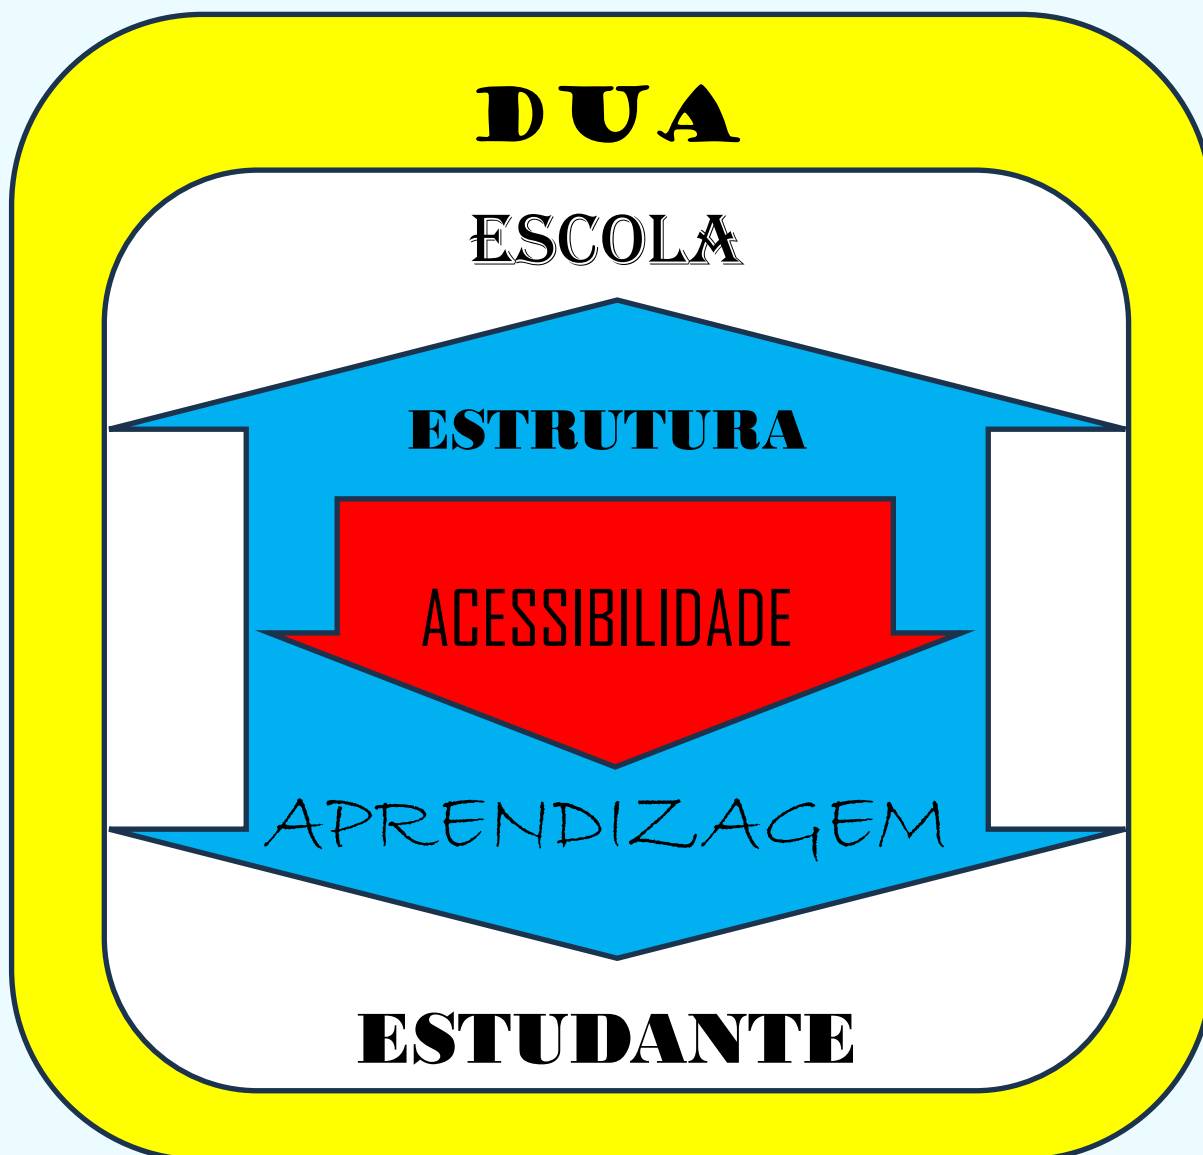 DUA
ESCOLA
ESTRUTURA
ACESSIBILIDADE
APRENDIZAGEM
ESTUDANTE